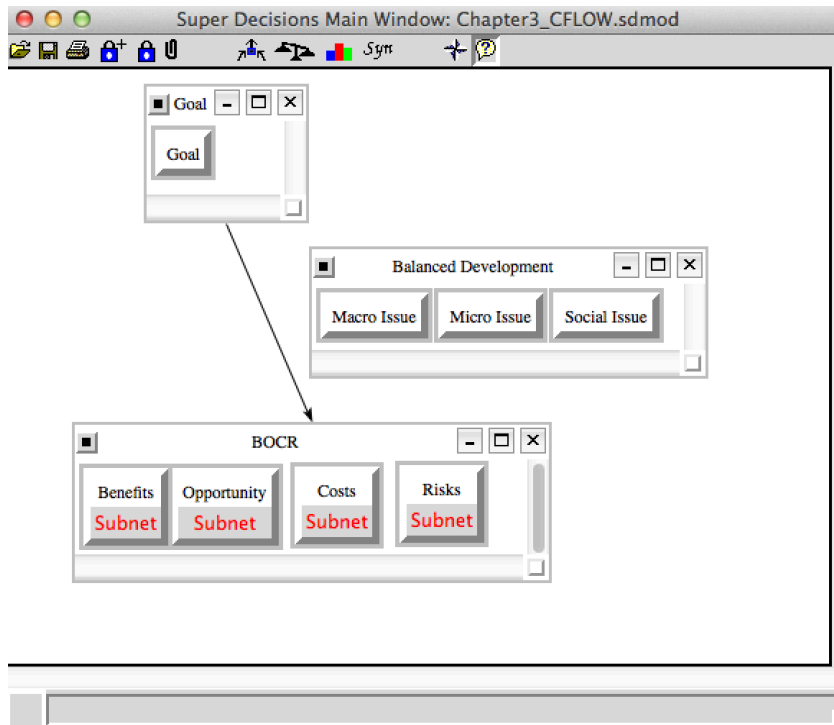 Super Decisions Main Window: Chapter3_CFLOW.sdmod
Syn
Goal
Goal
Balanced Development
Macro Issue Micro Issue Social Issue
BOCR
Benefits Opportunity Costs Risks
Subnet Subnet Subnet Subnet